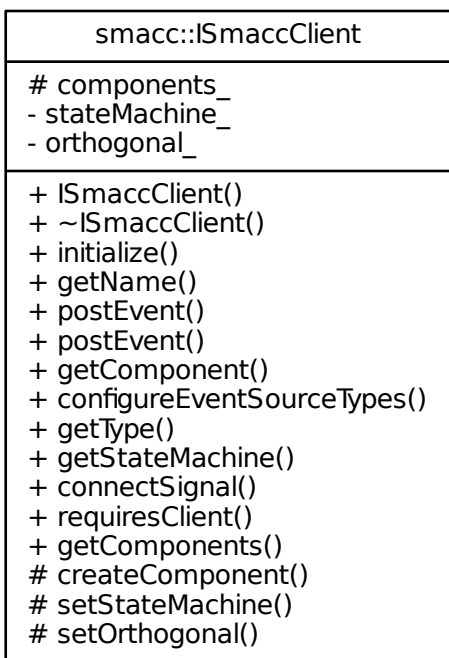 smacc::ISmaccClient
# components_
- stateMachine_
- orthogonal_
+ ISmaccClient()
+ ~ISmaccClient()
+ initialize()
+ getName()
+ postEvent()
+ postEvent()
+ getComponent()
+ configureEventSourceTypes()
+ getType()
+ getStateMachine()
+ connectSignal()
+ requiresClient()
+ getComponents()
# createComponent()
# setStateMachine()
# setOrthogonal()